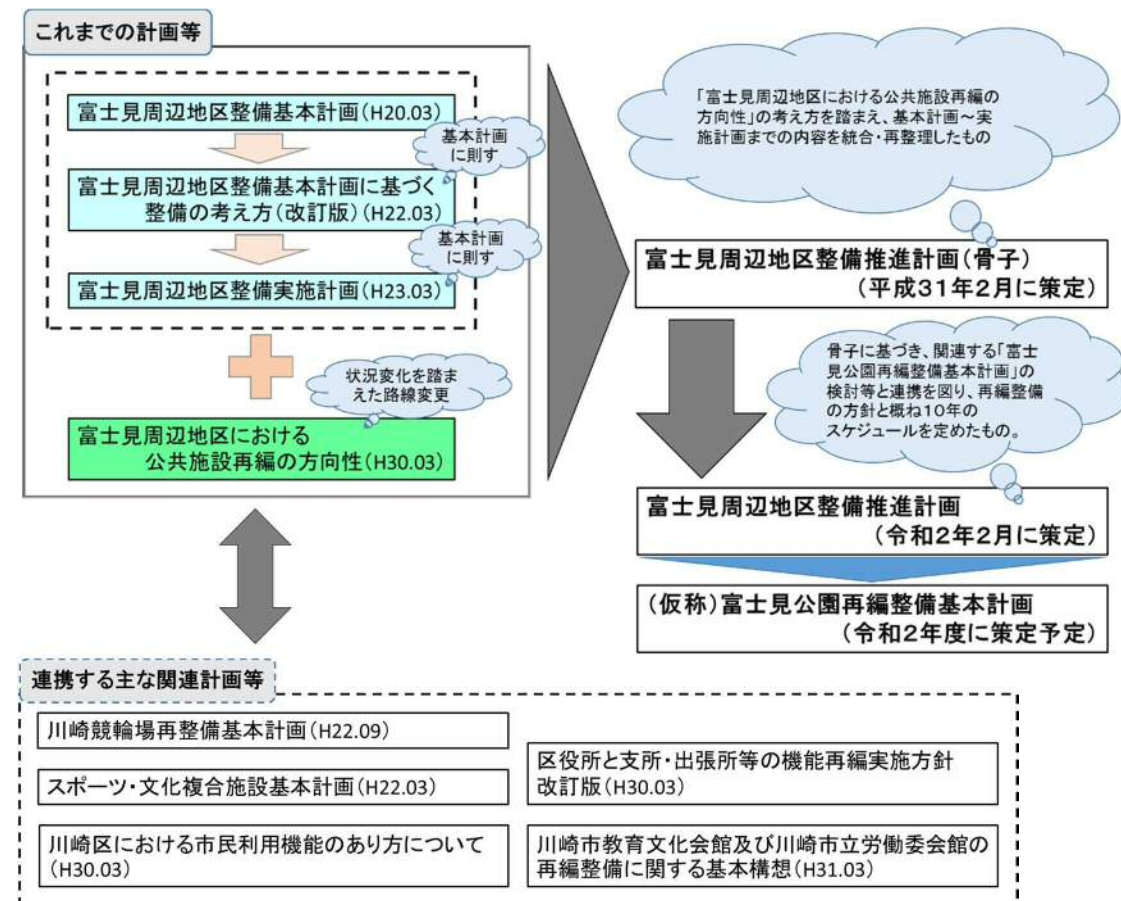 これまでの計画等
富士見周辺地区整備基本計画(H20.03)
基本計画
に則す
富士見周辺地区整備基本計画に基づく
整備の考え方(改訂版)(H22.03)
基本計画
に則す
富士見周辺地区整備実施計画(H23.03)
状況変化を踏ま
えた路線変更
富士見周辺地区における
公共施設再編の方向性(H30.03)
「富士見周辺地区における公共施設再編の
方向性」の考え方を踏まえ、基本計画～実
施計画までの内容を統合・再整理したもの
富士見周辺地区整備推進計画(骨子)
(平成31年2月に策定)
骨子に基づき、関連する「富士
見公園再編整備基本計画」の
検討等と連携を図り、再編整備
の方針と概ね10年の
スケジュールを定めたもの。
富士見周辺地区整備推進計画
(令和2年2月に策定)
(仮称)富士見公園再編整備基本計画
(令和2年度に策定予定)
連携する主な関連計画等
川崎競輪場再整備基本計画(H22.09)
スポーツ・文化複合施設基本計画(H22.03)
川崎区における市民利用機能のあり方について
(H30.03)
区役所と支所・出張所等の機能再編実施方針
改訂版(H30.03)
川崎市教育文化会館及び川崎市立労働委会館の
再編整備に関する基本構想(H31.03)